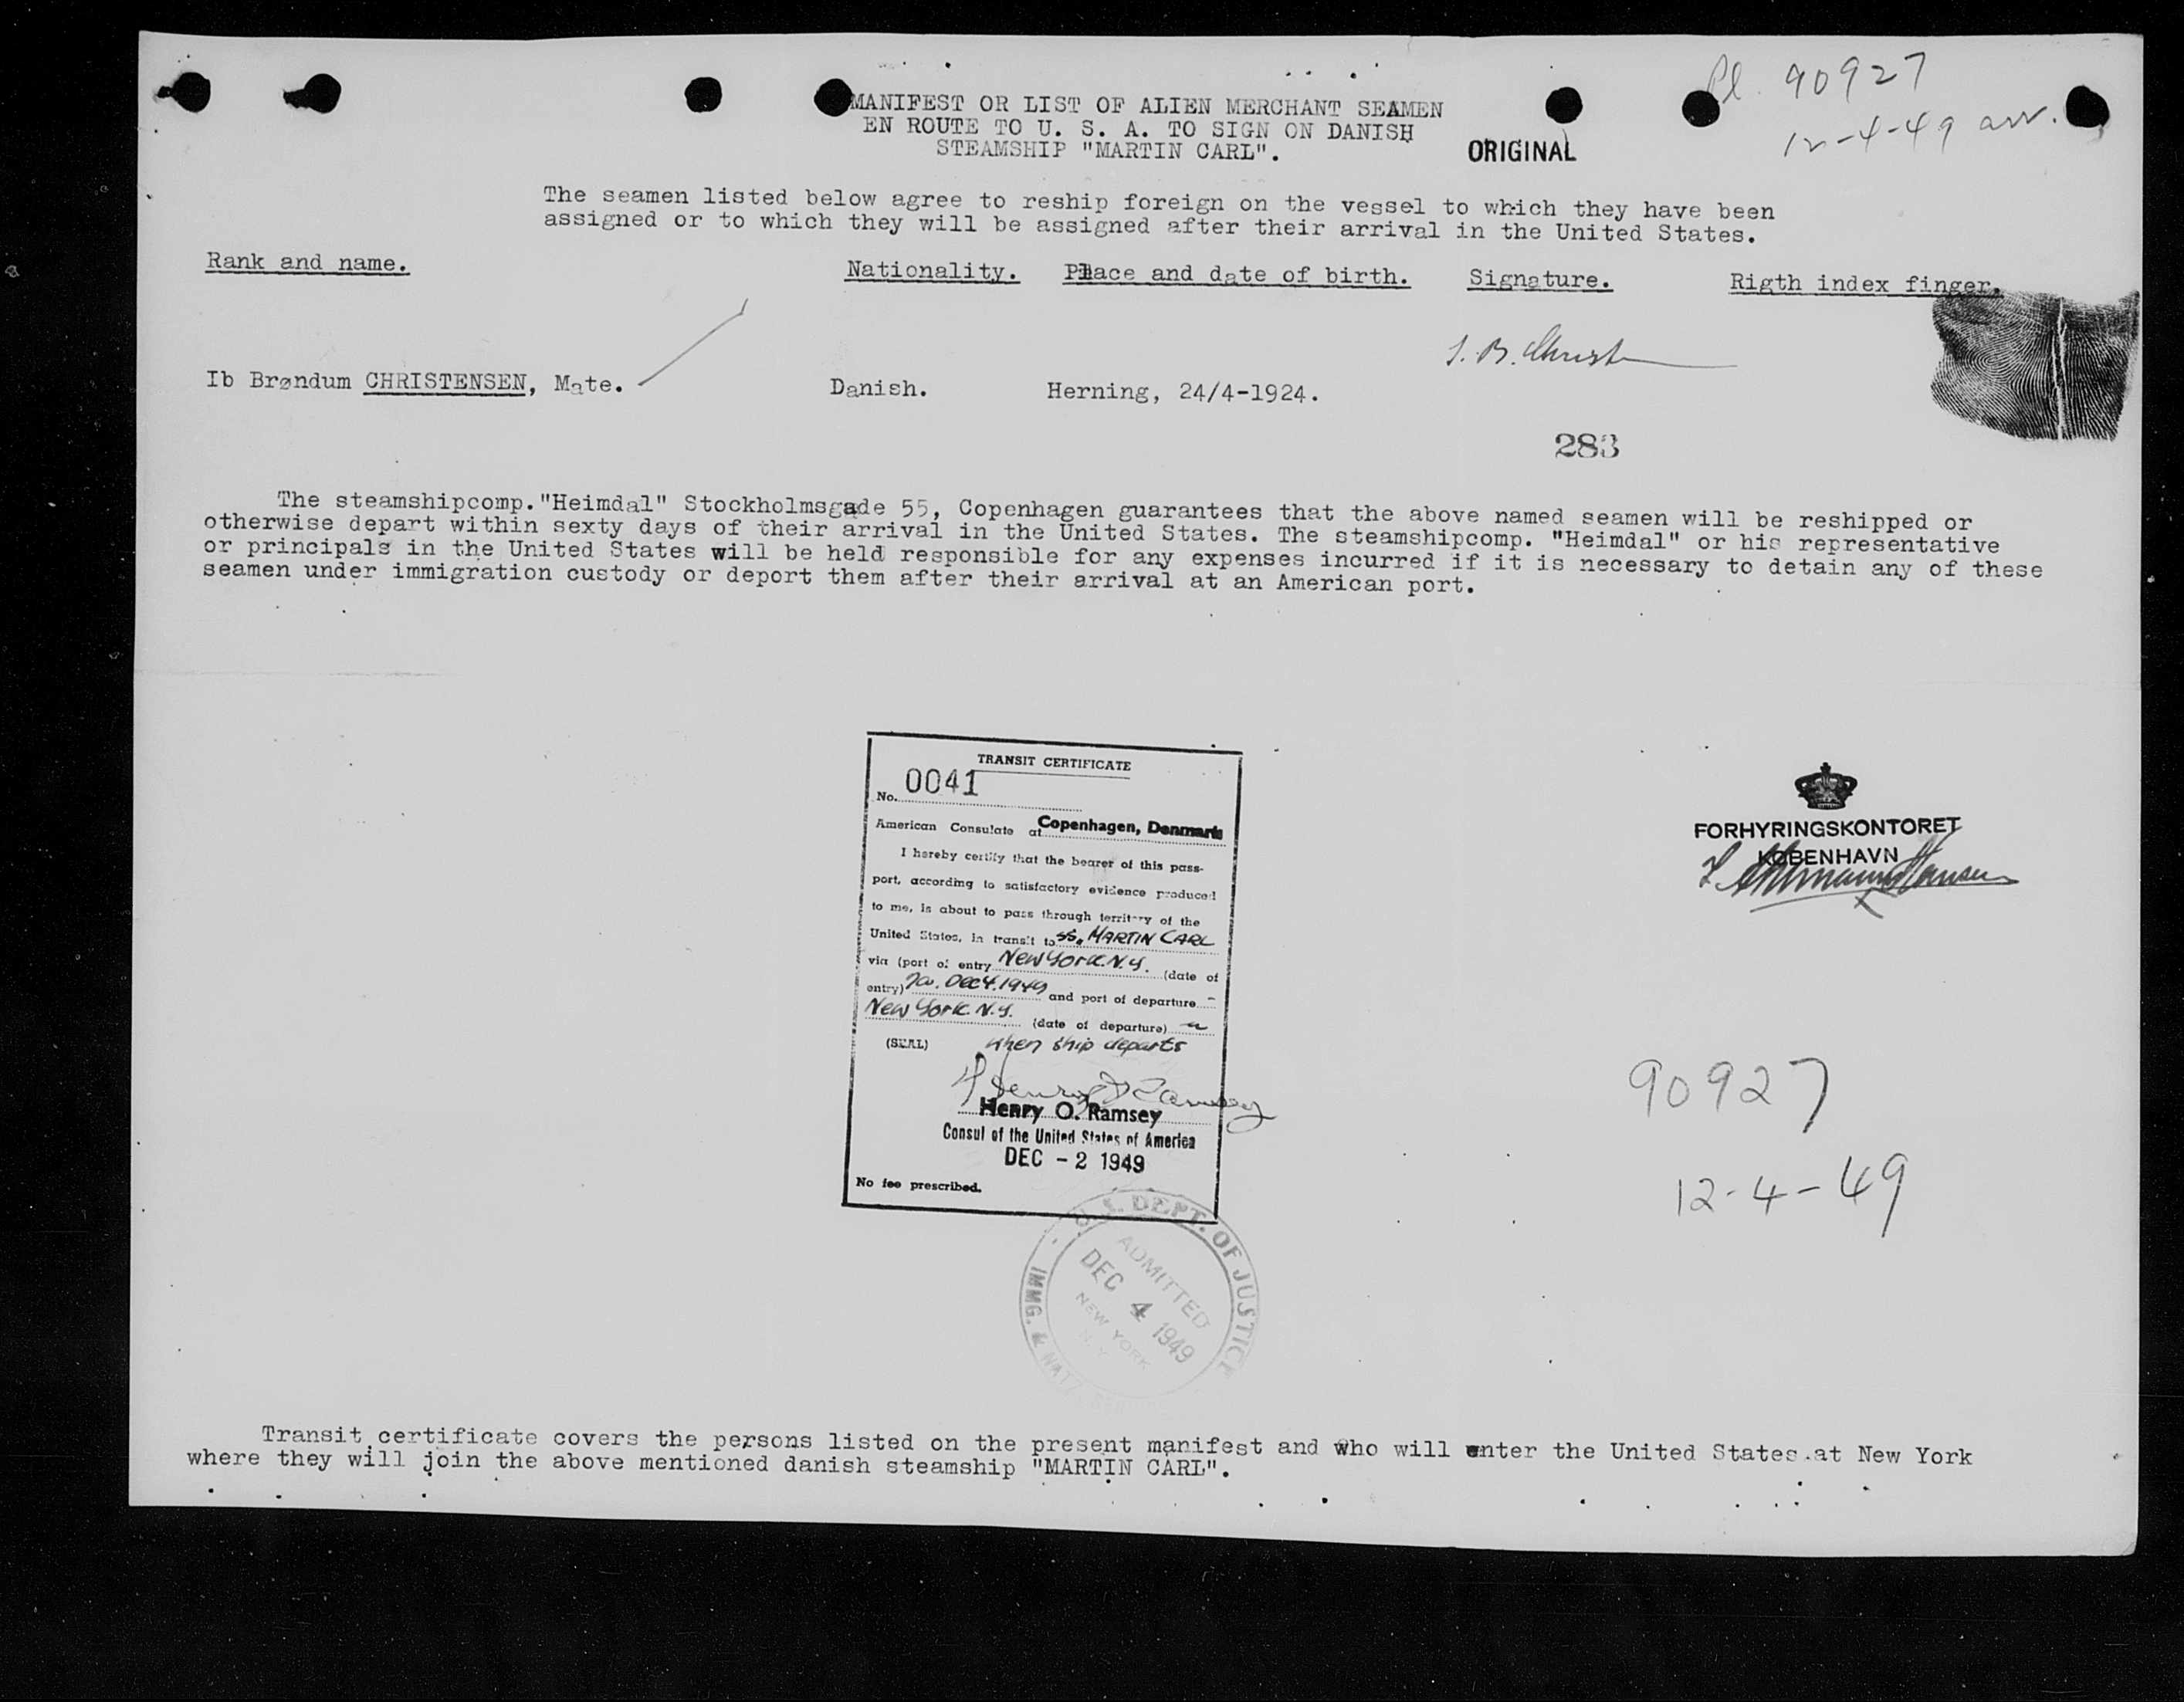 Pl. 90927
12-4-49 arr.
MANIFEST OR LIST OF ALIEN MERCHANT SEAMEN
EN ROUTE TO U. S. A. TO SIGN ON DANISH
STEAMSHIP "MARTIN CARL".
ORIGINAL
The seamen listed below agree to reship foreign on the vessel to which they have been
assigned or to which they will be assigned after their arrival in the United States.
Rank and name. Nationality. Place and date of birth. Signature. Rigth index finger.
I. B. Christ
Ib Brøndum CHRISTENSEN, Mate. Danish. Herning, 24/4-1924.
283
The steamshipcomp."Heimdal" Stockholmsgade 55, Copenhagen guarantees that the above named seamen will be reshipped or
otherwise depart within sexty days of their arrival in the United States. The steamshipcomp. "Heimdal" or his representative
or principals in the United States will be held responsible for any expenses incurred if it is necessary to detain any of these
seamen under immigration custody or deport them after their arrival at an American port.
TRANSIT CERTIFICATE
No. 0041
American Consulate at Copenhagen, Denmark
I hereby certify that the bearer of this pass-
port, according to satisfactory evidence produced
to me, is about to pass through territory of the
United States, in transit to SS. MARTIN CARL
via (port of entry New York. N.Y. (date of
entry) Dec 4. 1949 and port of departure
New York. N.Y. (date of departure)
(SEAL) when ship departs
Henry O. Ramsey
Henry O. Ramsey
Consul of the United States of America
DEC - 2 1949
No fee prescribed.
FORHYRINGSKONTORET
KØBENHAVN
Hansen
90927
12-4-49
U. S. DEPT. OF JUSTICE
IMMG. & NATZ.
ADMITTED
DEC 4 1949
NEW YORK
N.Y.
Transit certificate covers the persons listed on the present manifest and who will enter the United States.at New York
where they will join the above mentioned danish steamship "MARTIN CARL".